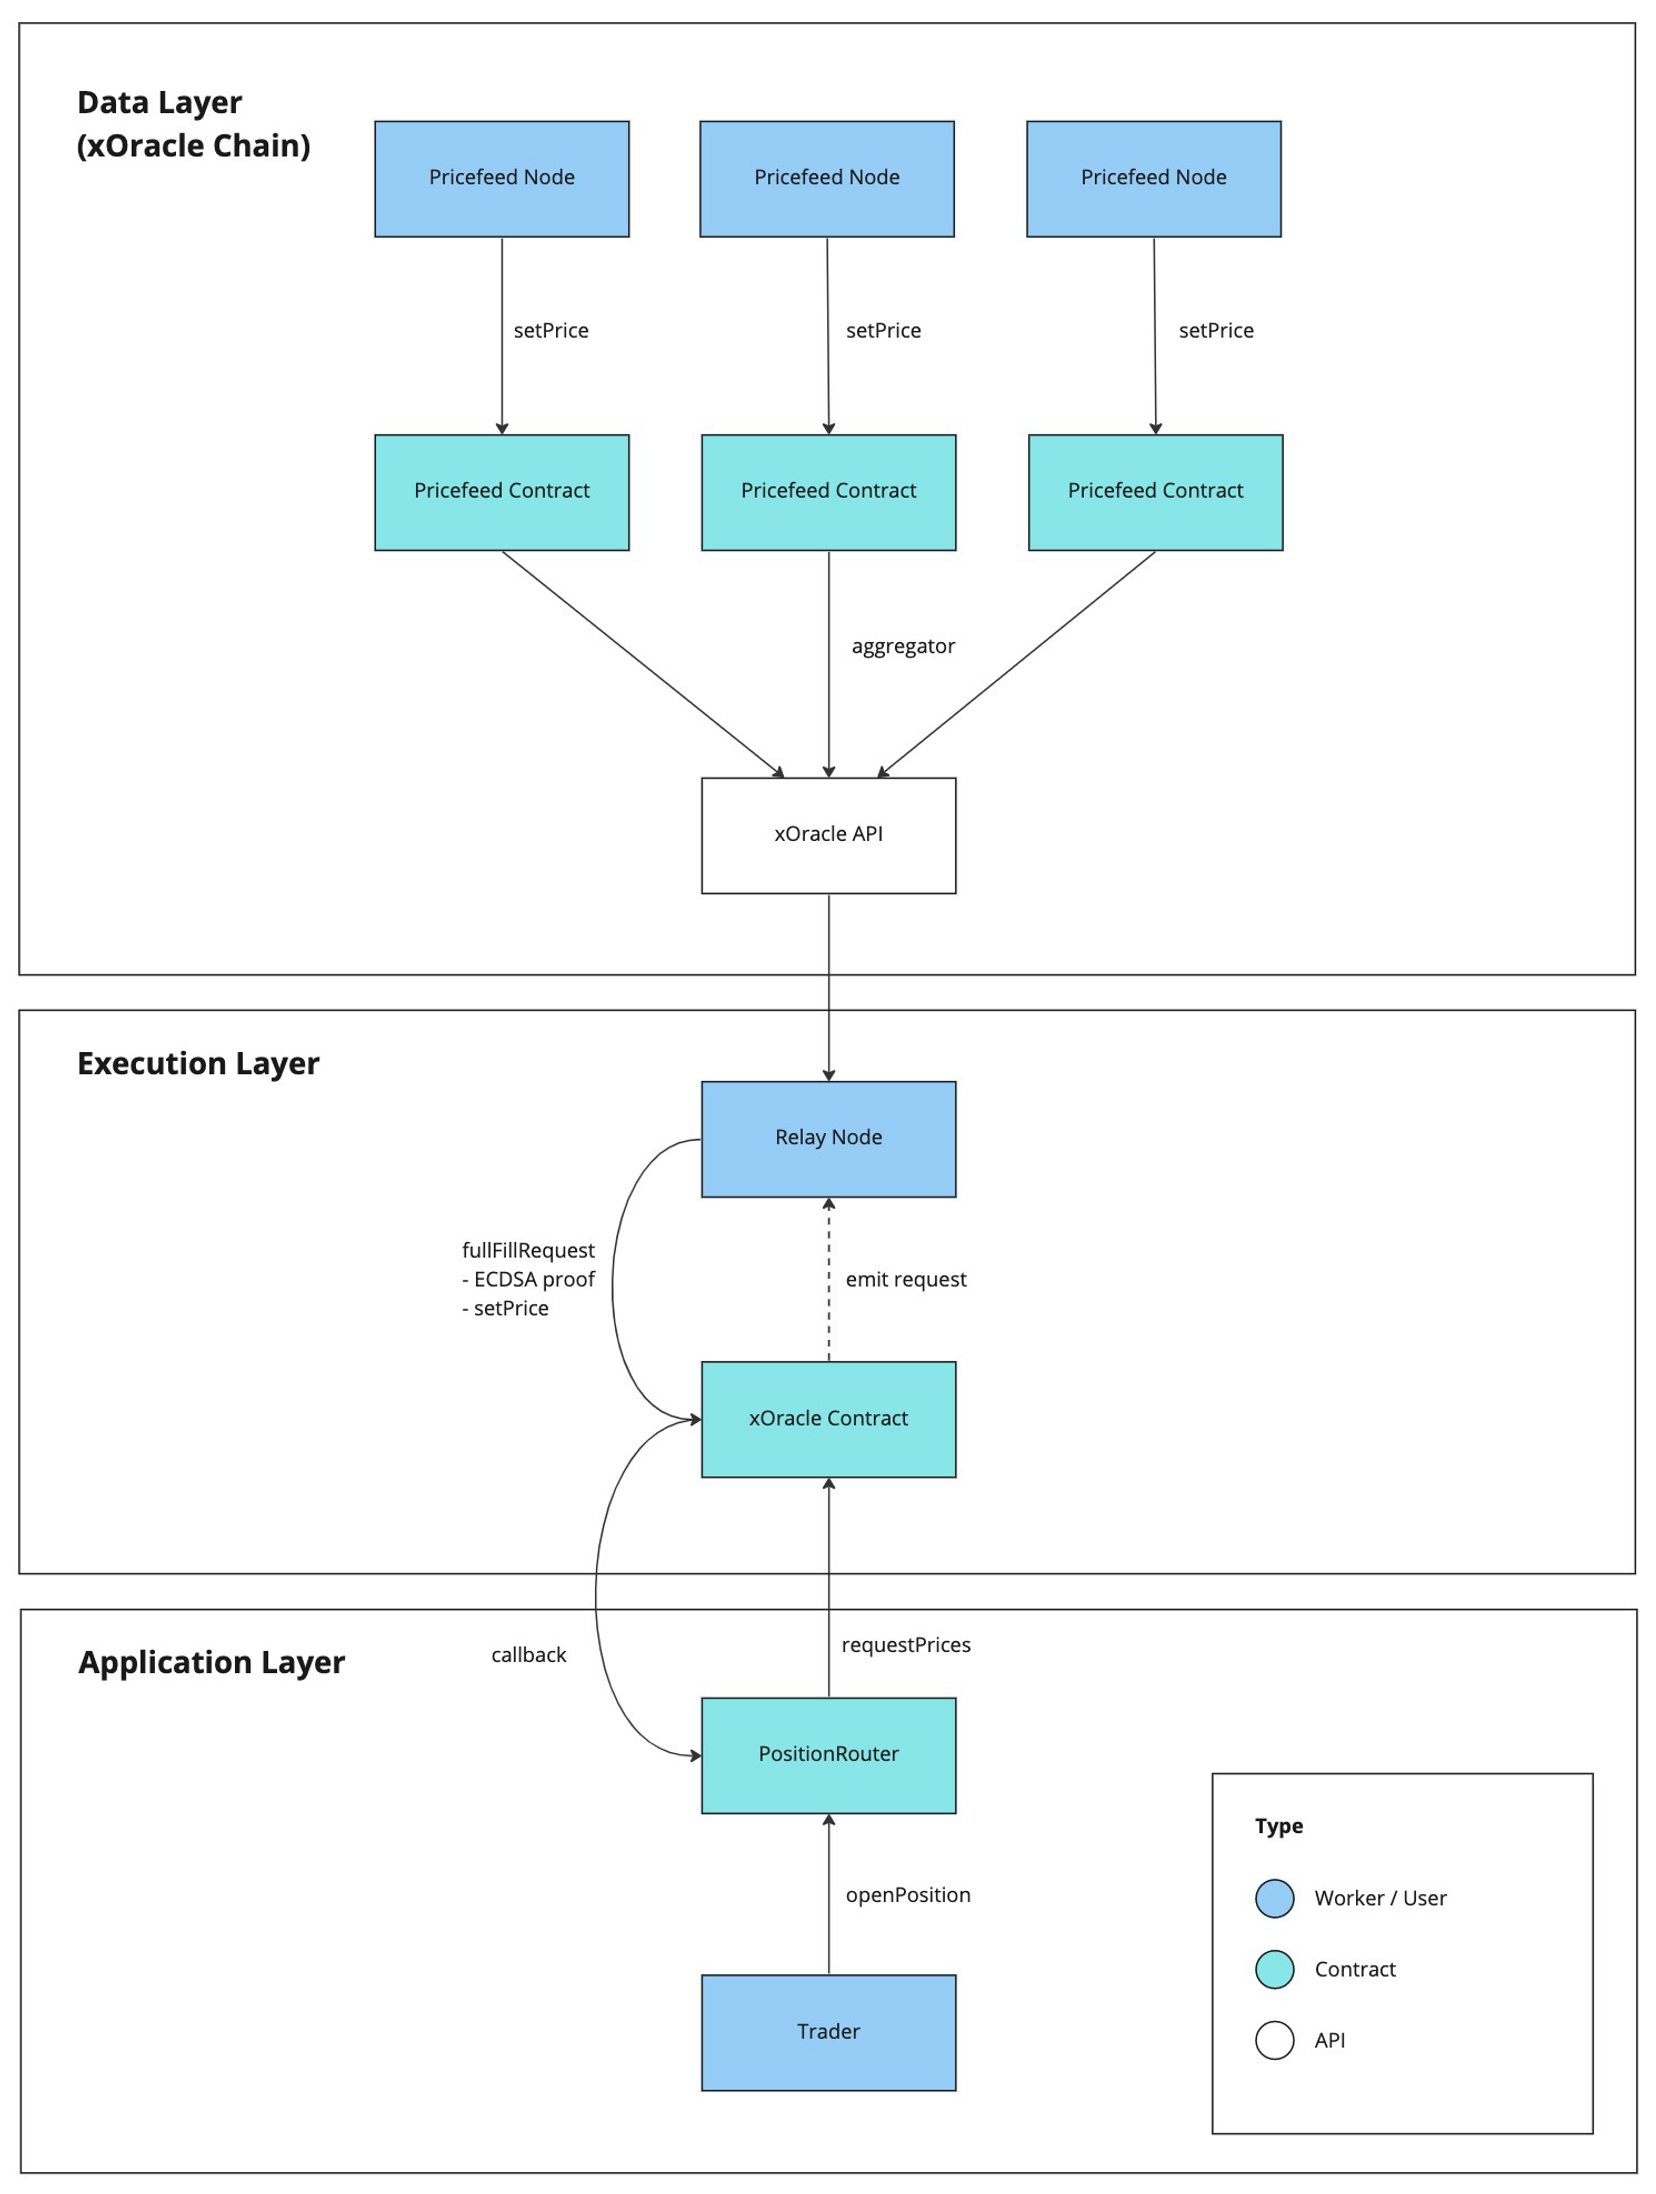 Data Layer
(xOracle Chain)
Pricefeed Node
Pricefeed Node
Pricefeed Node
setPrice
setPrice
setPrice
Pricefeed Contract
Pricefeed Contract
Pricefeed Contract
aggregator
xOracle API
Execution Layer
Relay Node
fullFillRequest
- ECDSA proof
- setPrice
emit request
xOracle Contract
Application Layer
callback
requestPrices
PositionRouter
openPosition
Trader
Type
Worker / User
Contract
API